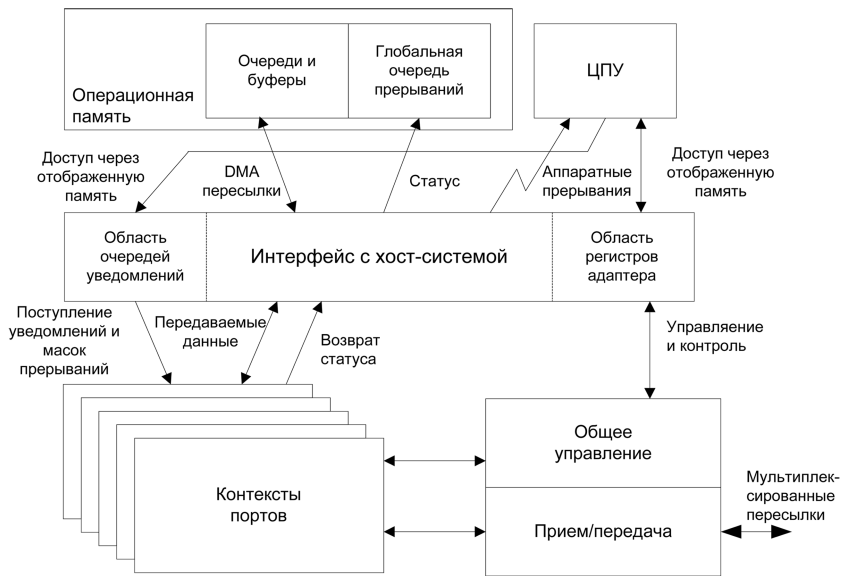 Операционная
память
Очереди и
буферы
Глобальная
очередь
прерываний
ЦПУ
Доступ через
отображенную
память
DMA
пересылки
Статус
Аппаратные
прерывания
Доступ через
отображенную
память
Область
очередей
уведомлений
Интерфейс с хост-системой
Область
регистров
адаптера
Поступление
уведомлений и
масок
прерываний
Передаваемые
данные
Возврат
статуса
Управляение
и контроль
Контексты
портов
Общее
управление
Прием/передача
Мультиплек-
сированные
пересылки